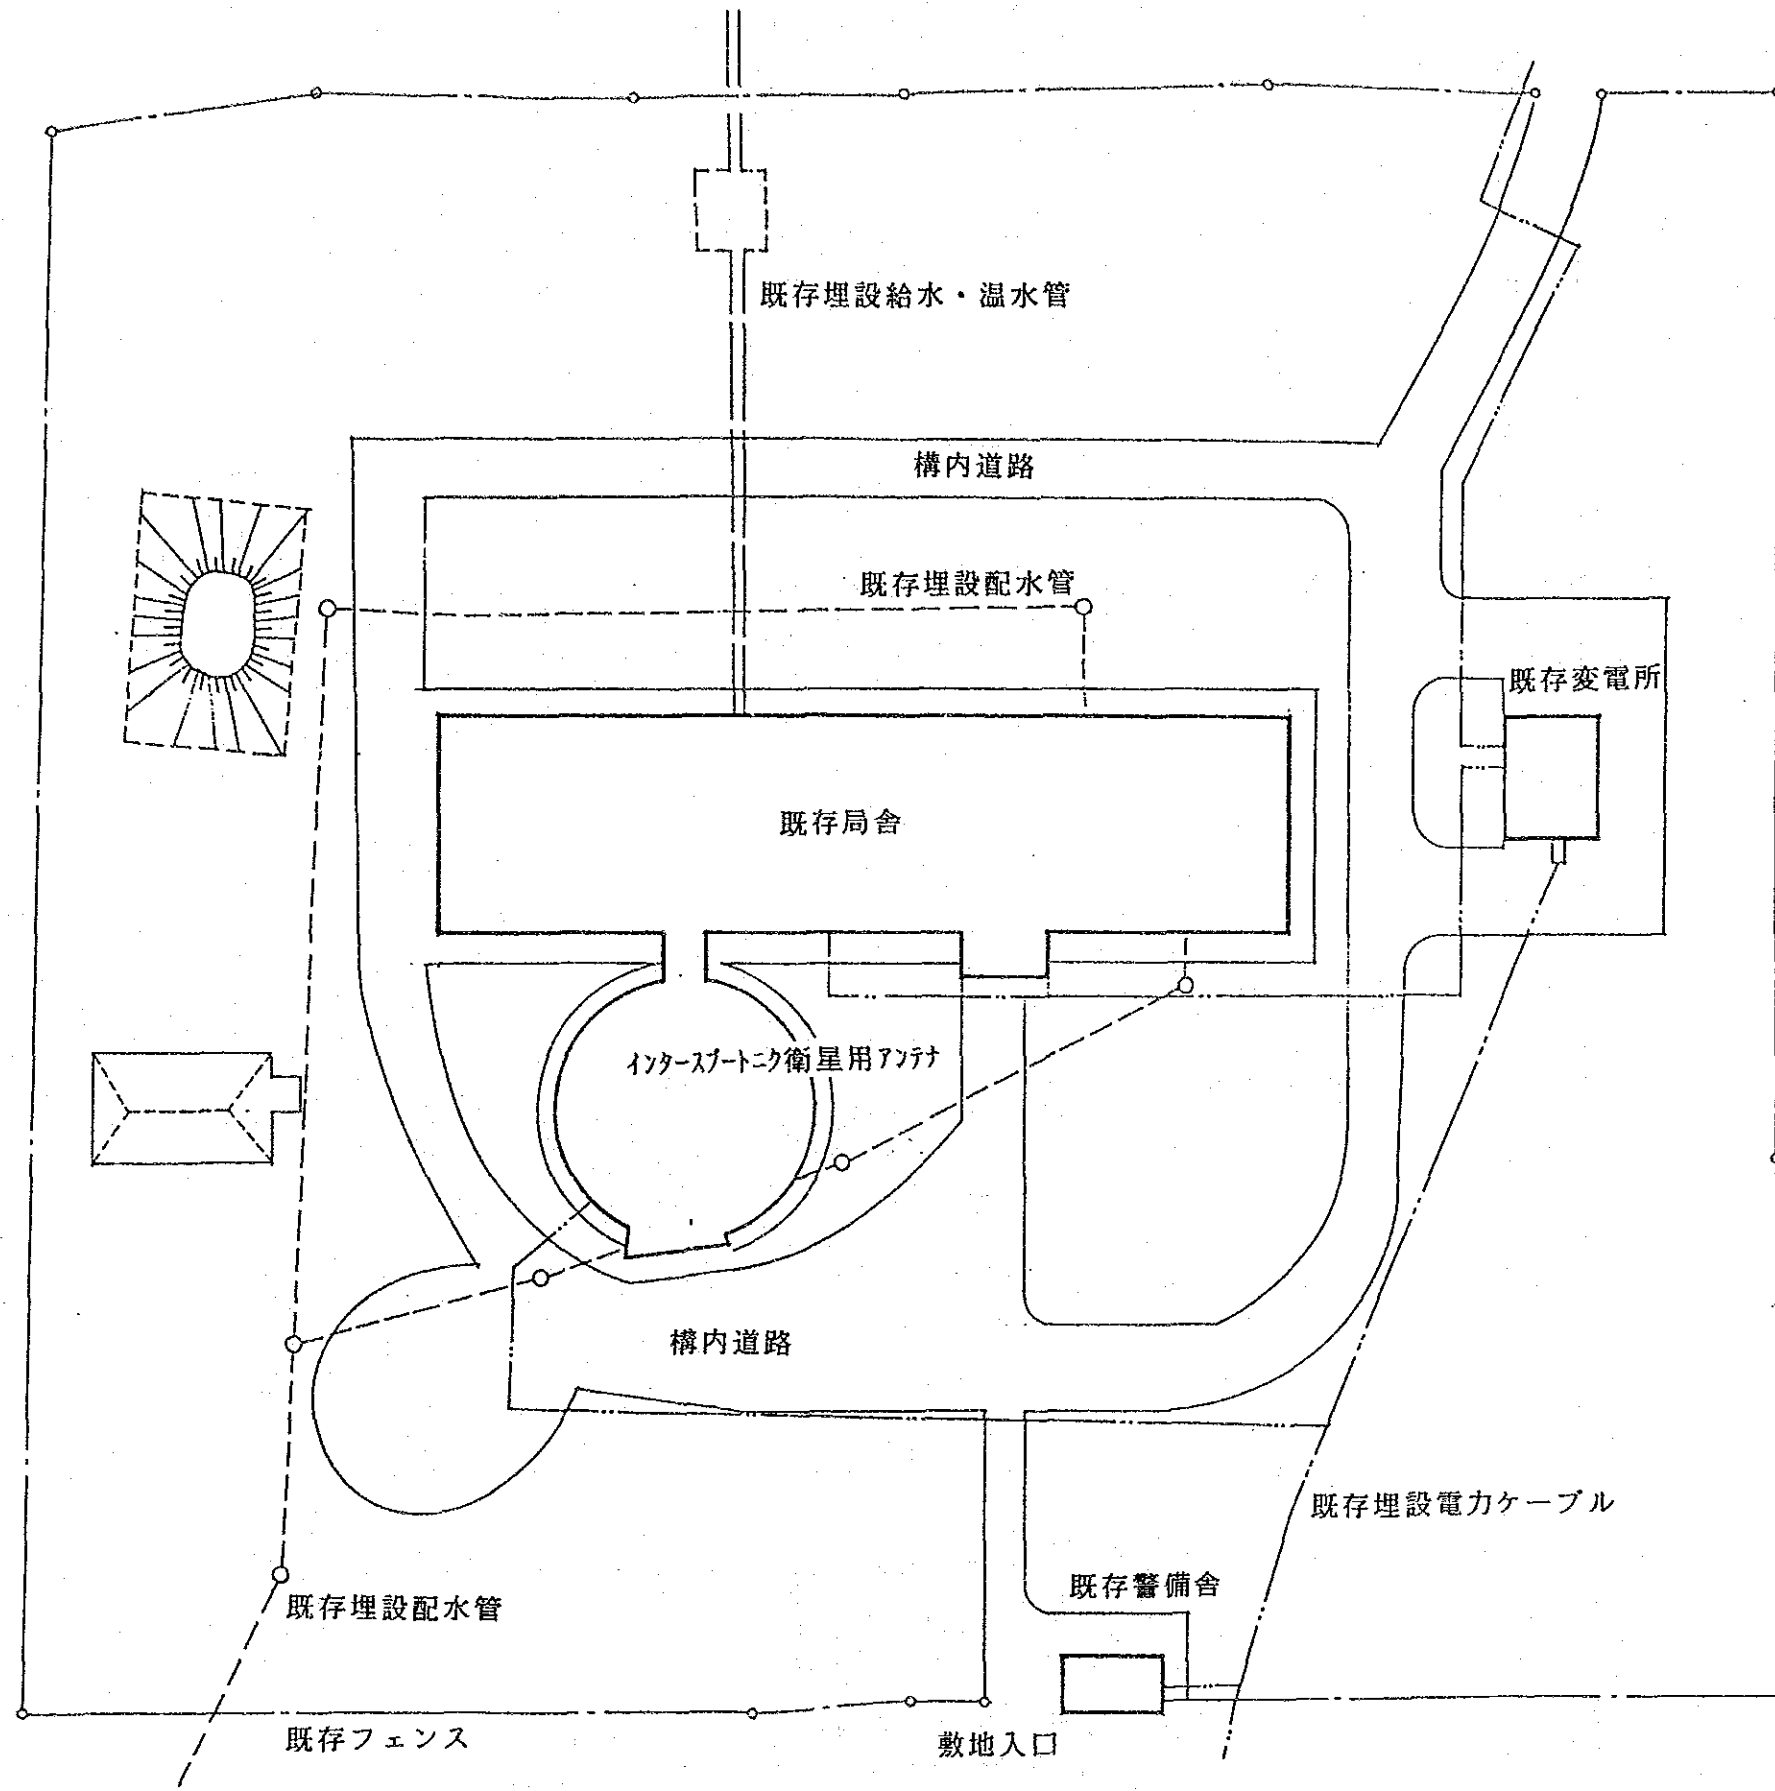 既存埋設給水・温水管
構内道路
既存埋設配水管
既存変電所
既存局舎
インタースプートニク衛星用アンテナ
構内道路
既存埋設電力ケーブル
既存警備舎
既存埋設配水管
既存フェンス
敷地入口